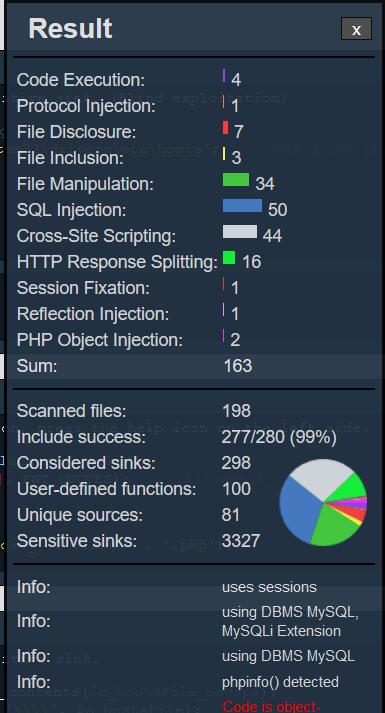 Result
x
Code Execution: 4
Protocol Injection: 1
File Disclosure: 7
File Inclusion: 3
File Manipulation: 34
SQL Injection: 50
Cross-Site Scripting: 44
HTTP Response Splitting: 16
Session Fixation: 1
Reflection Injection: 1
PHP Object Injection: 2
Sum: 163
Scanned files: 198
Include success: 277/280 (99%)
Considered sinks: 298
User-defined functions: 100
Unique sources: 81
Sensitive sinks: 3327
Info: uses sessions
Info: using DBMS MySQL,
MySQLi Extension
Info: using DBMS MySQL
Info: phpinfo() detected
Code is object-